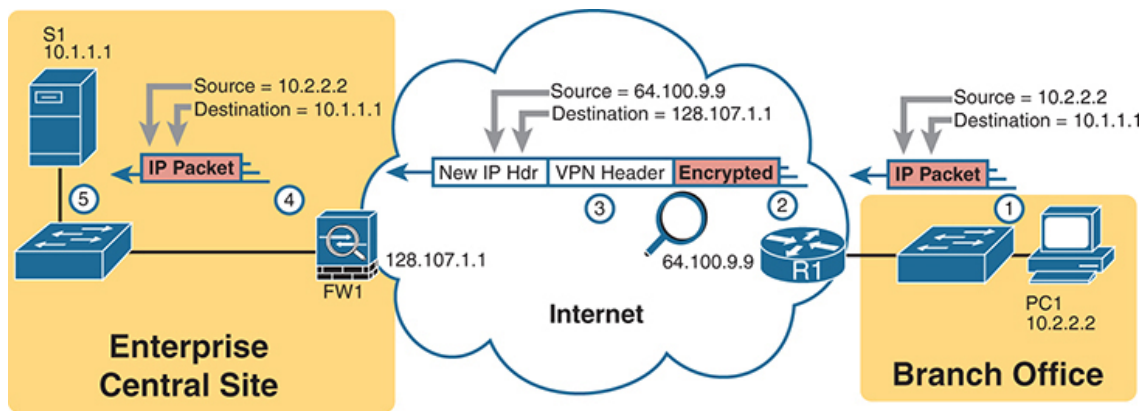 S1
10.1.1.1
Source = 10.2.2.2
Destination = 10.1.1.1
IP Packet
5
4
128.107.1.1
FW1
Enterprise
Central Site
Source = 64.100.9.9
Destination = 128.107.1.1
New IP Hdr
VPN Header
Encrypted
3
2
64.100.9.9
R1
Internet
Source = 10.2.2.2
Destination = 10.1.1.1
IP Packet
1
PC1
10.2.2.2
Branch Office